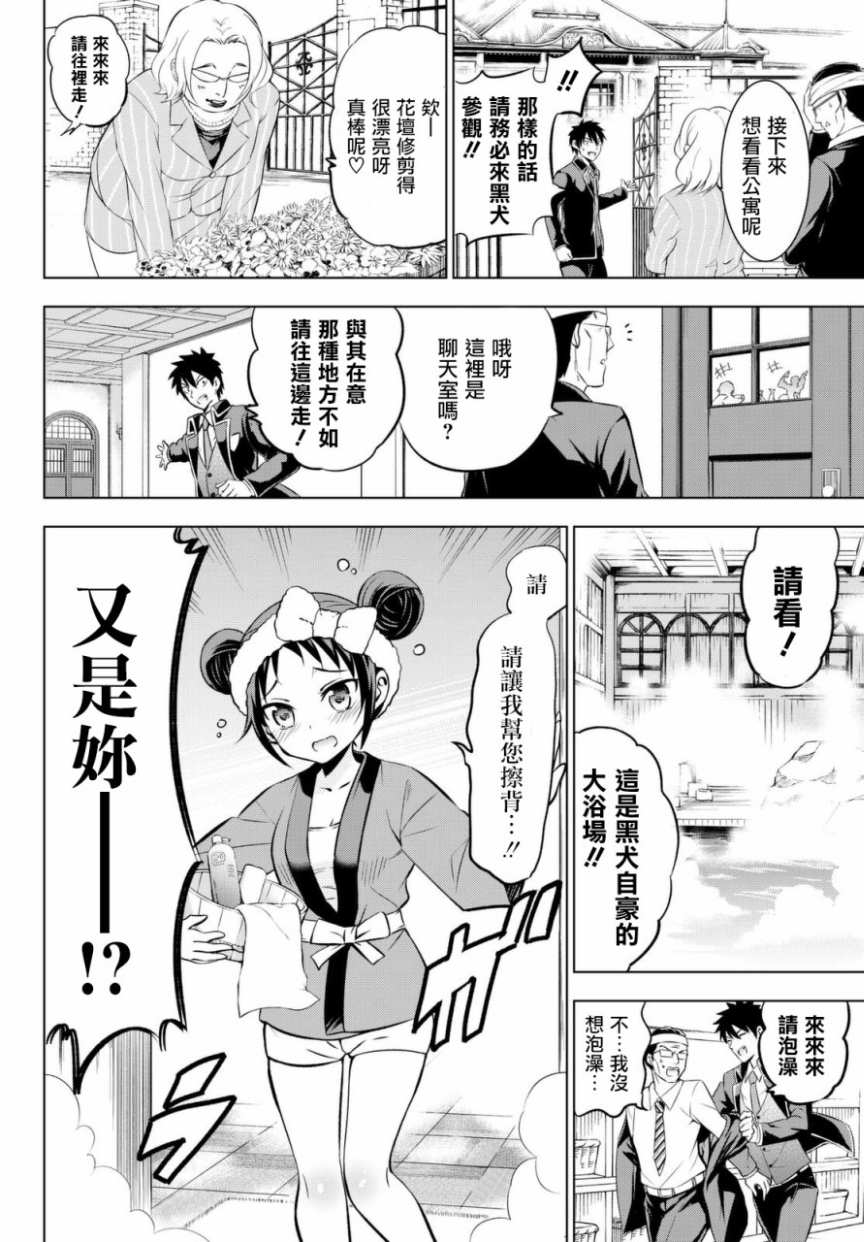 接下來
想看看公寓呢
!!
那樣的話
請務必來黑犬
參觀!!
欸—
花壇修剪得
很漂亮呀
真棒呢♡
來來來
請往裡走!
哦呀
這裡是
聊天室嗎?
與其在意
那種地方不如
請往這邊走!
請看!
這是黑犬自豪的
大浴場!!
來來來
請泡澡
不…我沒
想泡澡…
請
請讓我幫您擦背…!!
ガラッ
又是妳——!?